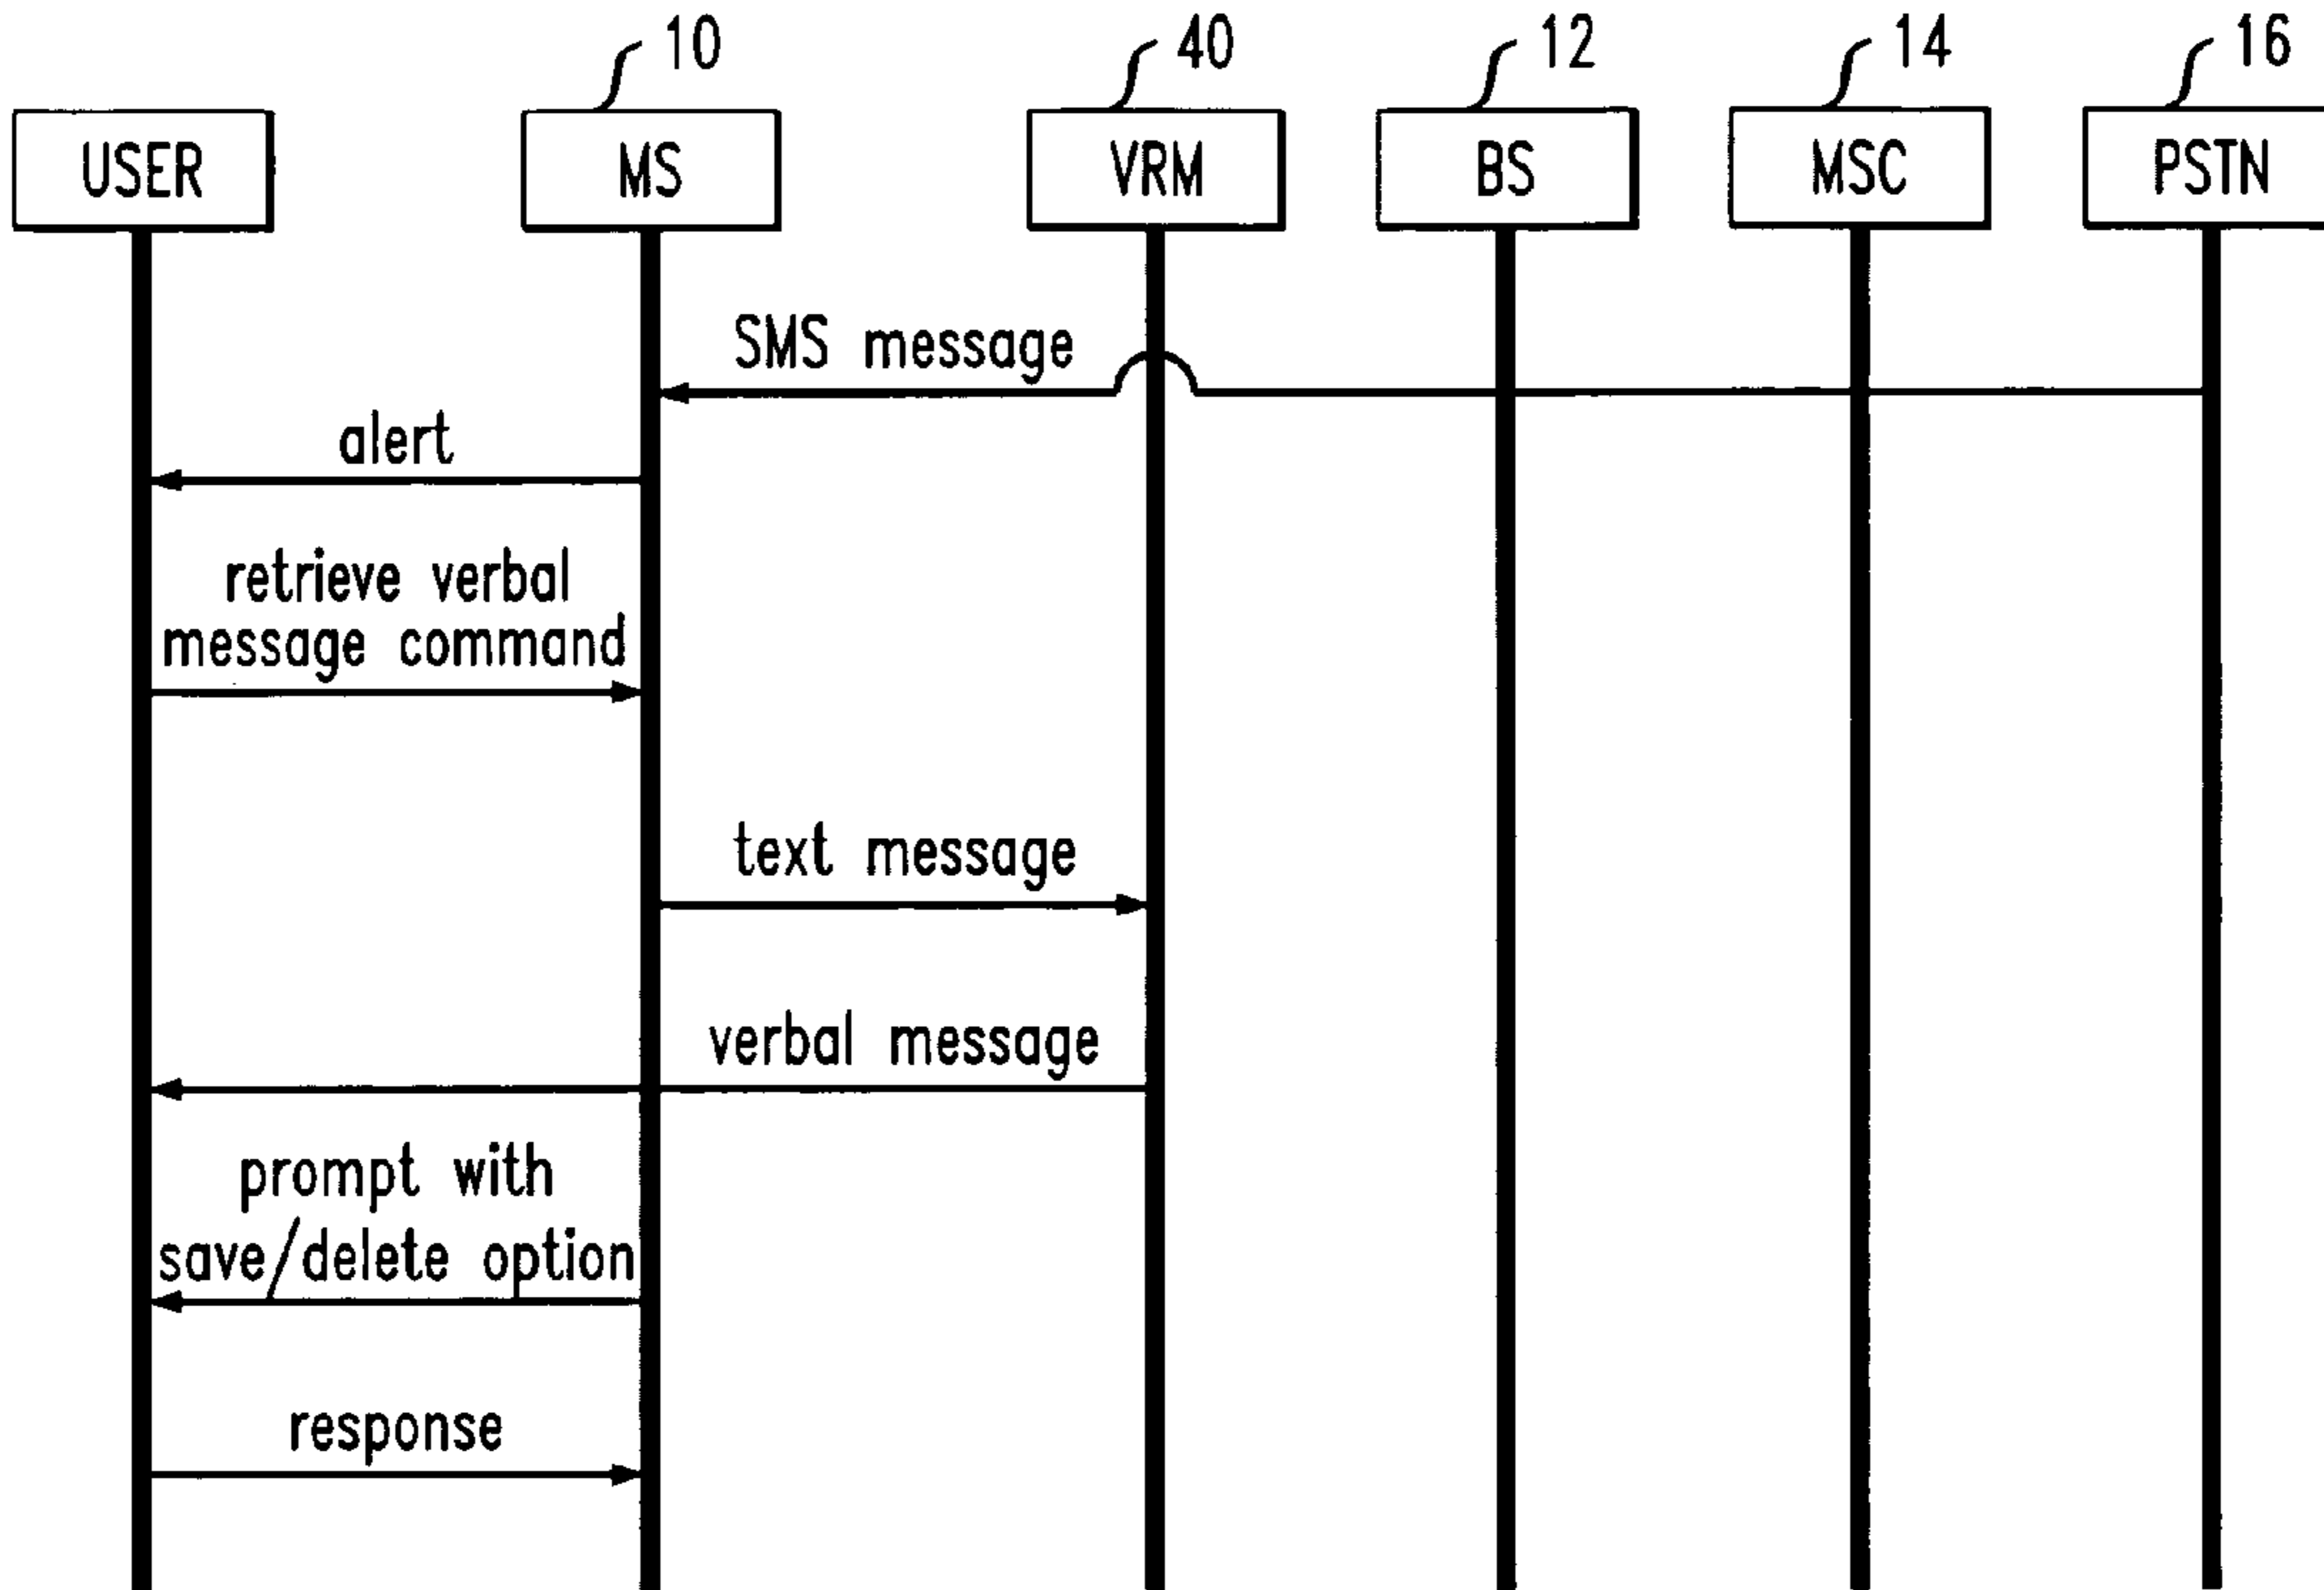 10
40
12
14
16
USER
MS
VRM
BS
MSC
PSTN
SMS message
alert
retrieve verbal
message command
text message
verbal message
prompt with
save/delete option
response